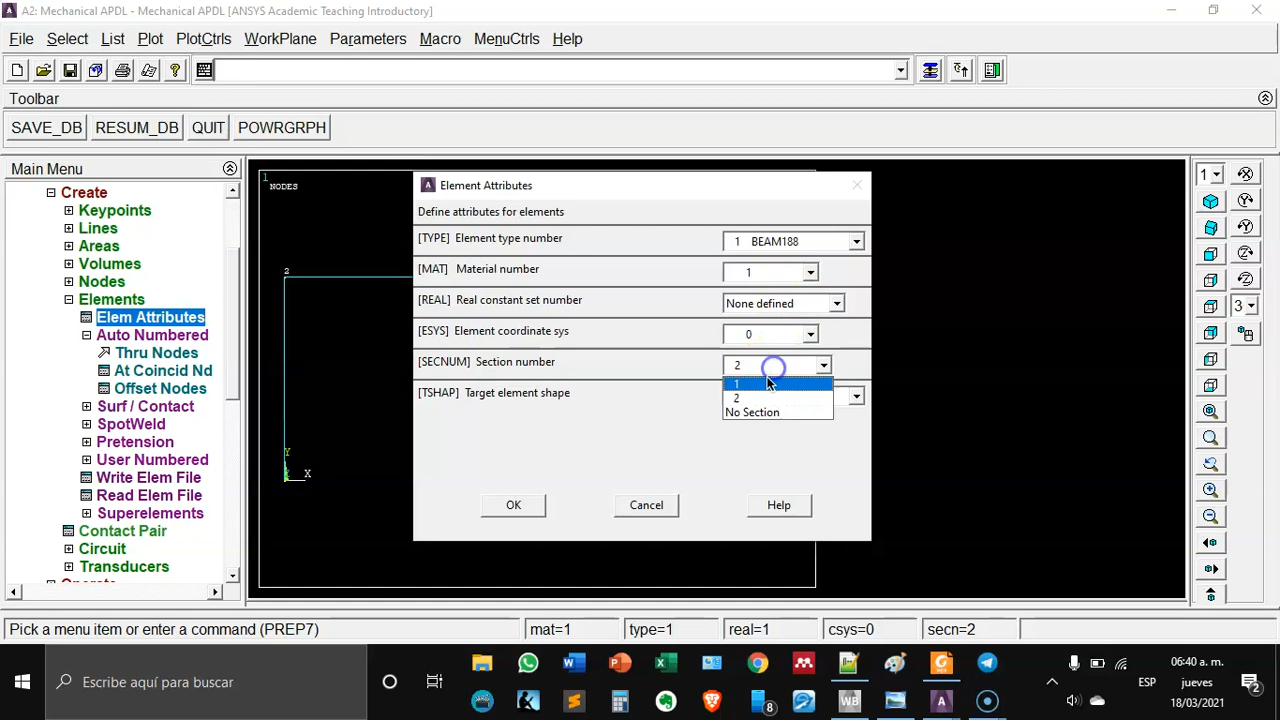 A2: Mechanical APDL - Mechanical APDL [ANSYS Academic Teaching Introductory]
File Select List Plot PlotCtrls WorkPlane Parameters Macro MenuCtrls Help
Toolbar
SAVE_DB RESUM_DB QUIT POWRGRPH
Main Menu
Create
Keypoints
Lines
Areas
Volumes
Nodes
Elements
Elem Attributes
Auto Numbered
Thru Nodes
At Coincid Nd
Offset Nodes
Surf / Contact
SpotWeld
Pretension
User Numbered
Write Elem File
Read Elem File
Superelements
Contact Pair
Circuit
Transducers
1
NODES
2
Y
X
Element Attributes
Define attributes for elements
[TYPE] Element type number 1 BEAM188
[MAT] Material number 1
[REAL] Real constant set number None defined
[ESYS] Element coordinate sys 0
[SECNUM] Section number 2
1
2
No Section
[TSHAP] Target element shape
OK Cancel Help
1
3
Pick a menu item or enter a command (PREP7) mat=1 type=1 real=1 csys=0 secn=2
Escribe aquí para buscar
ESP
06:40 a. m.
jueves
18/03/2021
8
2